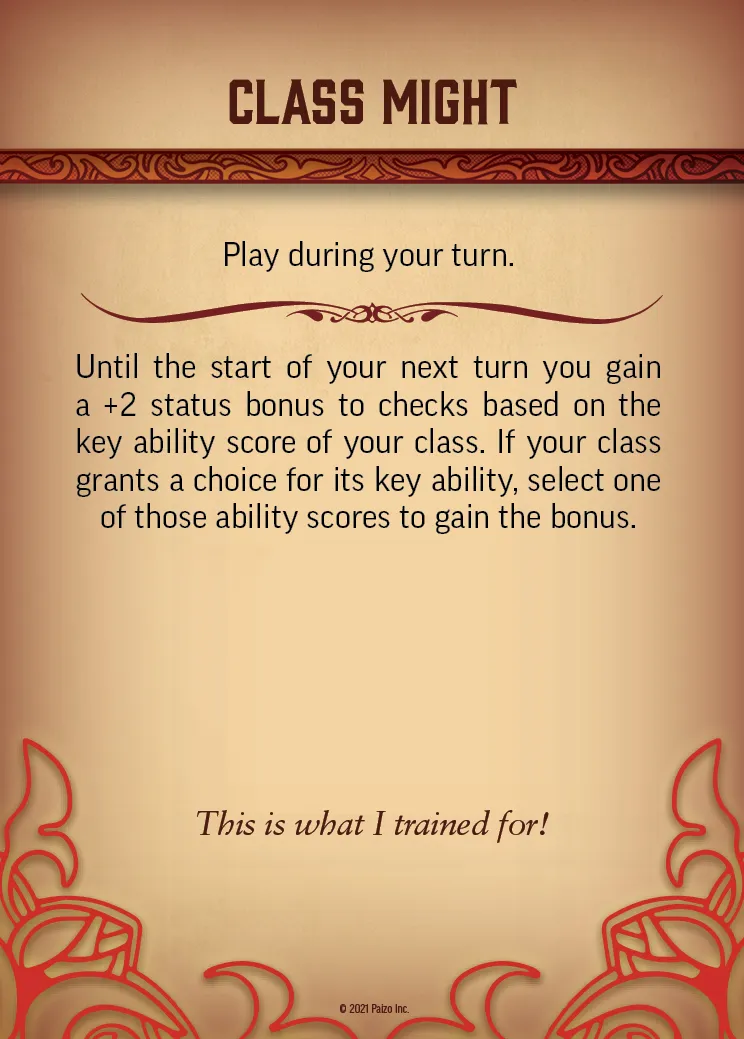 CLASS MIGHT
Play during your turn.
Until the start of your next turn you gain
a +2 status bonus to checks based on the
key ability score of your class. If your class
grants a choice for its key ability, select one
of those ability scores to gain the bonus.
This is what I trained for!
© 2021 Paizo Inc.